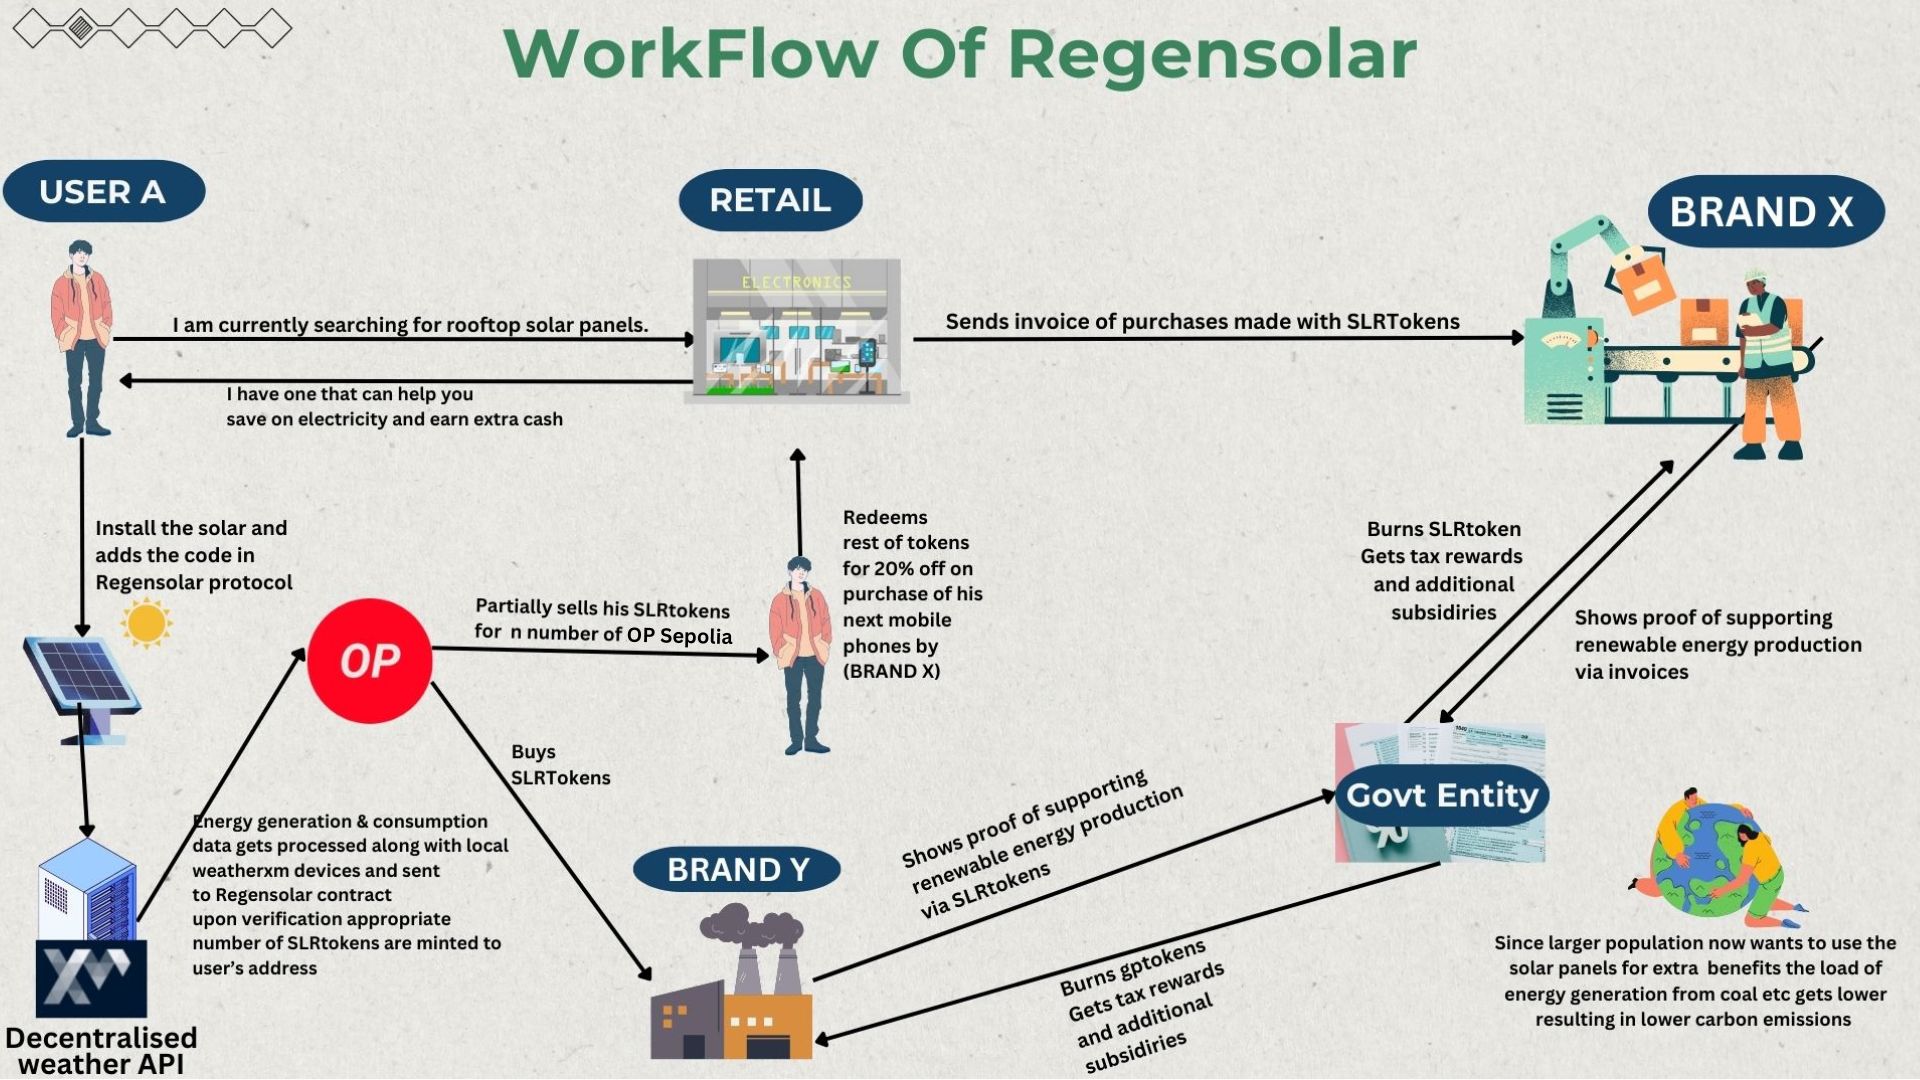 WorkFlow Of Regensolar
USER A
RETAIL
BRAND X
ELECTRONICS
I am currently searching for rooftop solar panels.
Sends invoice of purchases made with SLRTokens
I have one that can help you
save on electricity and earn extra cash
Install the solar and
adds the code in
Regensolar protocol
OP
Partially sells his SLRtokens
for n number of OP Sepolia
Redeems
rest of tokens
for 20% off on
purchase of his
next mobile
phones by
(BRAND X)
Burns SLRtoken
Gets tax rewards
and additional
subsidiries
Shows proof of supporting
renewable energy production
via invoices
Buys
SLRTokens
Energy generation & consumption
data gets processed along with local
weatherxm devices and sent
to Regensolar contract
upon verification appropriate
number of SLRtokens are minted to
user's address
XM
Decentralised
weather API
BRAND Y
Shows proof of supporting
renewable energy production
via SLRtokens
Govt Entity
%
Burns gptokens
Gets tax rewards
and additional
subsidiries
Since larger population now wants to use the
solar panels for extra benefits the load of
energy generation from coal etc gets lower
resulting in lower carbon emissions